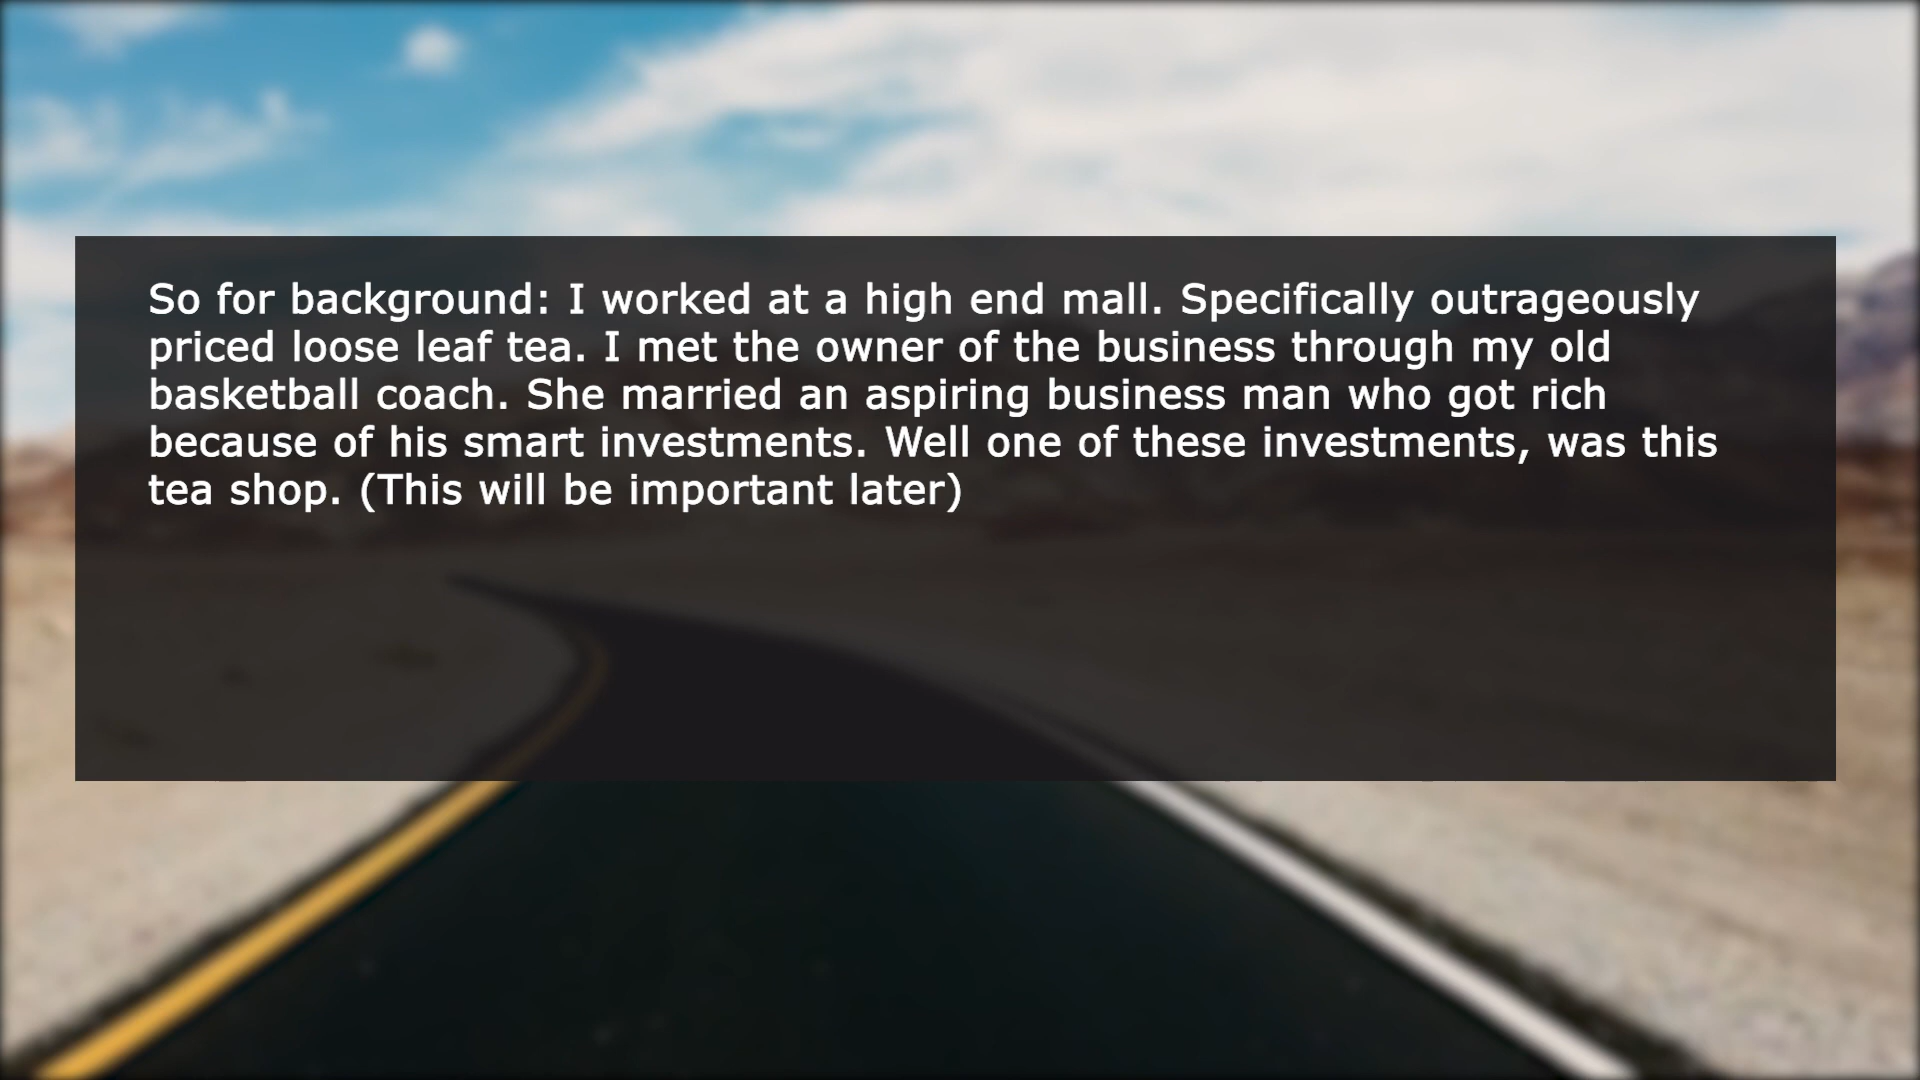 So for background: I worked at a high end mall. Specifically outrageously
priced loose leaf tea. I met the owner of the business through my old
basketball coach. She married an aspiring business man who got rich
because of his smart investments. Well one of these investments, was this
tea shop. (This will be important later)